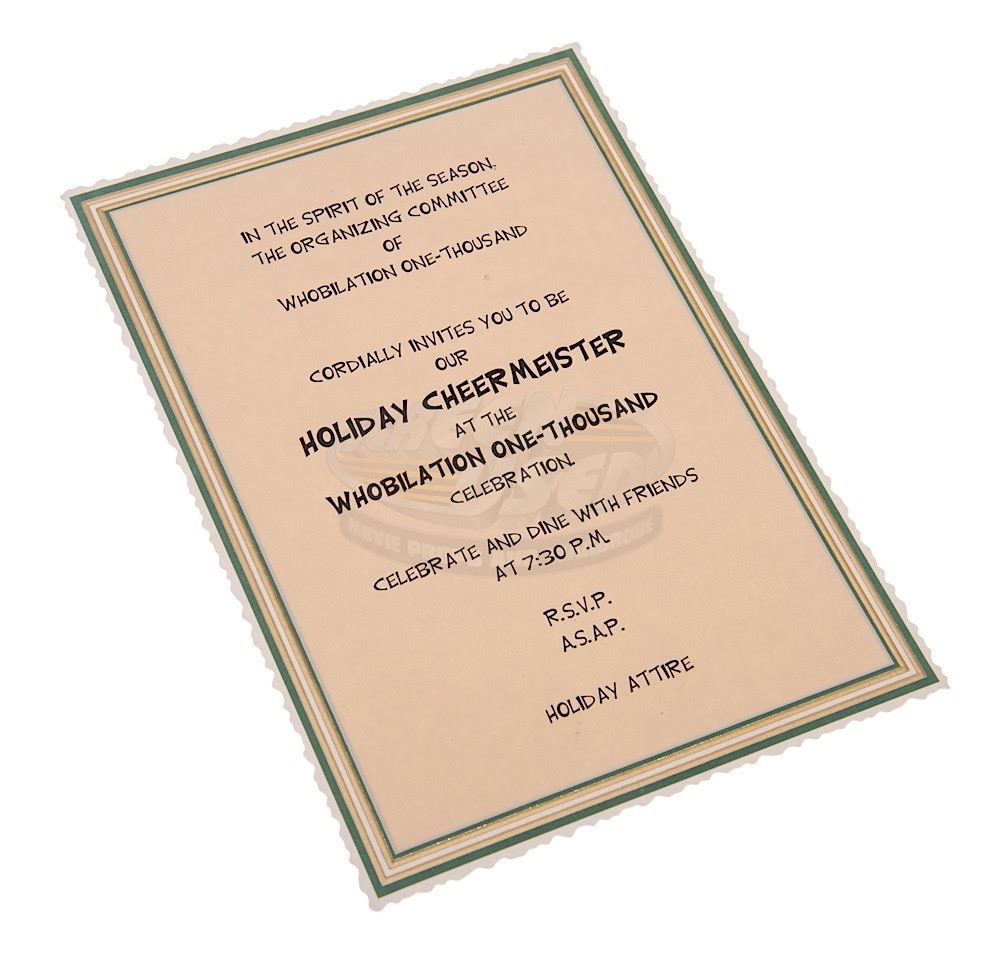 IN THE SPIRIT OF THE SEASON,
THE ORGANIZING COMMITTEE
OF
WHOBILATION ONE-THOUSAND
CORDIALLY INVITES YOU TO BE
OUR
HOLIDAY CHEERMEISTER
AT THE
WHOBILATION ONE-THOUSAND
CELEBRATION.
CELEBRATE AND DINE WITH FRIENDS
AT 7:30 P.M.
R.S.V.P.
A.S.A.P.
HOLIDAY ATTIRE